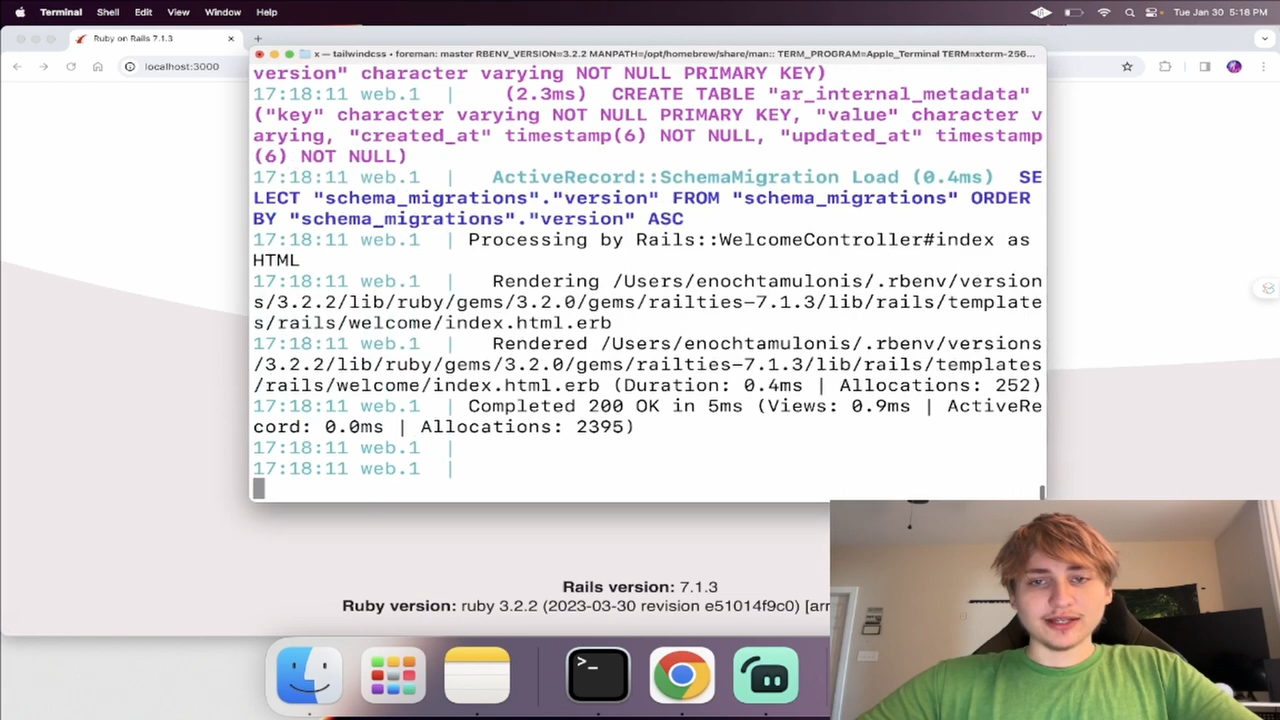 Terminal Shell Edit View Window Help Tue Jan 30 5:18 PM
Ruby on Rails 7.1.3
localhost:3000
x — tailwindcss • foreman: master RBENV_VERSION=3.2.2 MANPATH=/opt/homebrew/share/man:: TERM_PROGRAM=Apple_Terminal TERM=xterm-256...
version" character varying NOT NULL PRIMARY KEY)
17:18:11 web.1 | (2.3ms) CREATE TABLE "ar_internal_metadata"
("key" character varying NOT NULL PRIMARY KEY, "value" character v
arying, "created_at" timestamp(6) NOT NULL, "updated_at" timestamp
(6) NOT NULL)
17:18:11 web.1 | ActiveRecord::SchemaMigration Load (0.4ms) SE
LECT "schema_migrations"."version" FROM "schema_migrations" ORDER
BY "schema_migrations"."version" ASC
17:18:11 web.1 | Processing by Rails::WelcomeController#index as
HTML
17:18:11 web.1 | Rendering /Users/enochtamulonis/.rbenv/version
s/3.2.2/lib/ruby/gems/3.2.0/gems/railties-7.1.3/lib/rails/template
s/rails/welcome/index.html.erb
17:18:11 web.1 | Rendered /Users/enochtamulonis/.rbenv/versions
/3.2.2/lib/ruby/gems/3.2.0/gems/railties-7.1.3/lib/rails/templates
/rails/welcome/index.html.erb (Duration: 0.4ms | Allocations: 252)
17:18:11 web.1 | Completed 200 OK in 5ms (Views: 0.9ms | ActiveRe
cord: 0.0ms | Allocations: 2395)
17:18:11 web.1 |
17:18:11 web.1 |
Rails version: 7.1.3
Ruby version: ruby 3.2.2 (2023-03-30 revision e51014f9c0) [arr